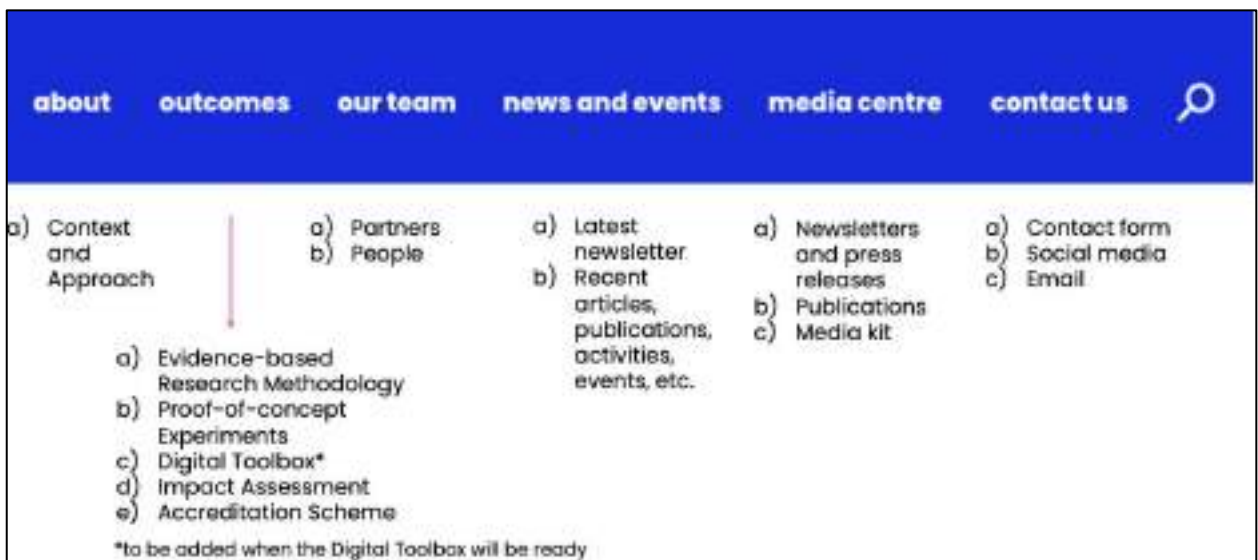 about outcomes our team news and events media centre contact us
a) Context
and
Approach
a) Evidence-based
Research Methodology
b) Proof-of-concept
Experiments
c) Digital Toolbox*
d) Impact Assessment
e) Accreditation Scheme
*to be added when the Digital Toolbox will be ready
a) Partners
b) People
a) Latest
newsletter
b) Recent
articles,
publications,
activities,
events, etc.
a) Newsletters
and press
releases
b) Publications
c) Media kit
a) Contact form
b) Social media
c) Email